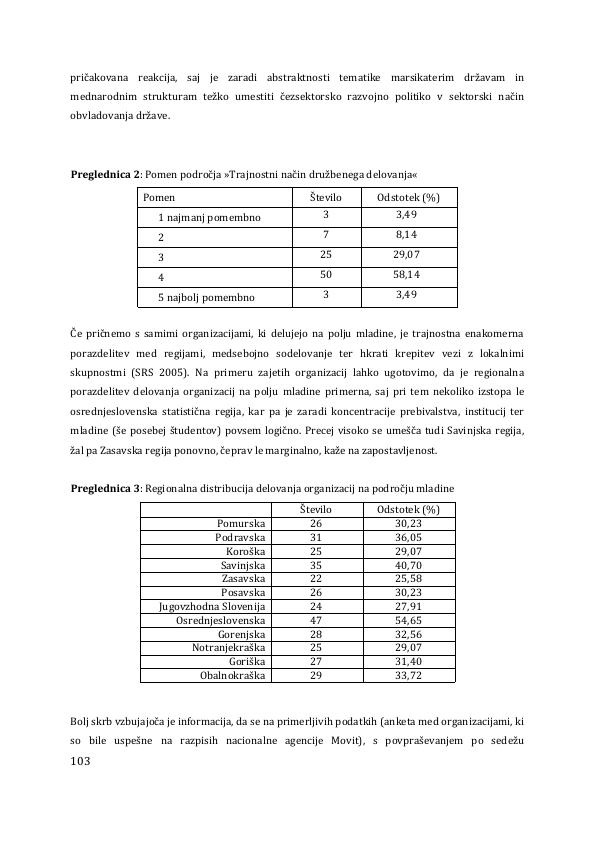 pričakovana reakcija, saj je zaradi abstraktnosti tematike marsikaterim državam in
mednarodnim strukturam težko umestiti čezsektorsko razvojno politiko v sektorski način
obvladovanja države.
Preglednica 2: Pomen področja »Trajnostni način družbenega delovanja«
Pomen Število Odstotek (%)
1 najmanj pomembno 3 3,49
2 7 8,14
3 25 29,07
4 50 58,14
5 najbolj pomembno 3 3,49
Če pričnemo s samimi organizacijami, ki delujejo na polju mladine, je trajnostna enakomerna
porazdelitev med regijami, medsebojno sodelovanje ter hkrati krepitev vezi z lokalnimi
skupnostmi (SRS 2005). Na primeru zajetih organizacij lahko ugotovimo, da je regionalna
porazdelitev delovanja organizacij na polju mladine primerna, saj pri tem nekoliko izstopa le
osrednjeslovenska statistična regija, kar pa je zaradi koncentracije prebivalstva, institucij ter
mladine (še posebej študentov) povsem logično. Precej visoko se umešča tudi Savinjska regija,
žal pa Zasavska regija ponovno, čeprav le marginalno, kaže na zapostavljenost.
Preglednica 3: Regionalna distribucija delovanja organizacij na področju mladine
Število Odstotek (%)
Pomurska 26 30,23
Podravska 31 36,05
Koroška 25 29,07
Savinjska 35 40,70
Zasavska 22 25,58
Posavska 26 30,23
Jugovzhodna Slovenija 24 27,91
Osrednjeslovenska 47 54,65
Gorenjska 28 32,56
Notranjekraška 25 29,07
Goriška 27 31,40
Obalnokraška 29 33,72
Bolj skrb vzbujajoča je informacija, da se na primerljivih podatkih (anketa med organizacijami, ki
so bile uspešne na razpisih nacionalne agencije Movit), s povpraševanjem po sedežu
103